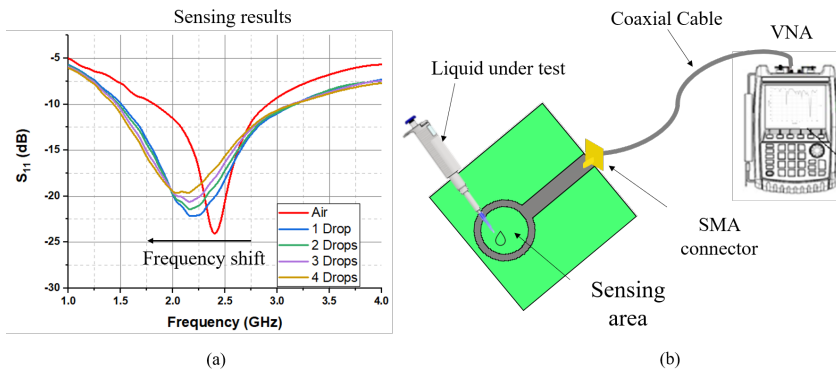 Sensing results
-5
-10
-15
-20
-25
-30
S11 (dB)
Air
1 Drop
2 Drops
3 Drops
4 Drops
Frequency shift
1.0 1.5 2.0 2.5 3.0 3.5 4.0
Frequency (GHz)
(a)
Coaxial Cable
VNA
Liquid under test
SMA
connector
Sensing
area
(b)